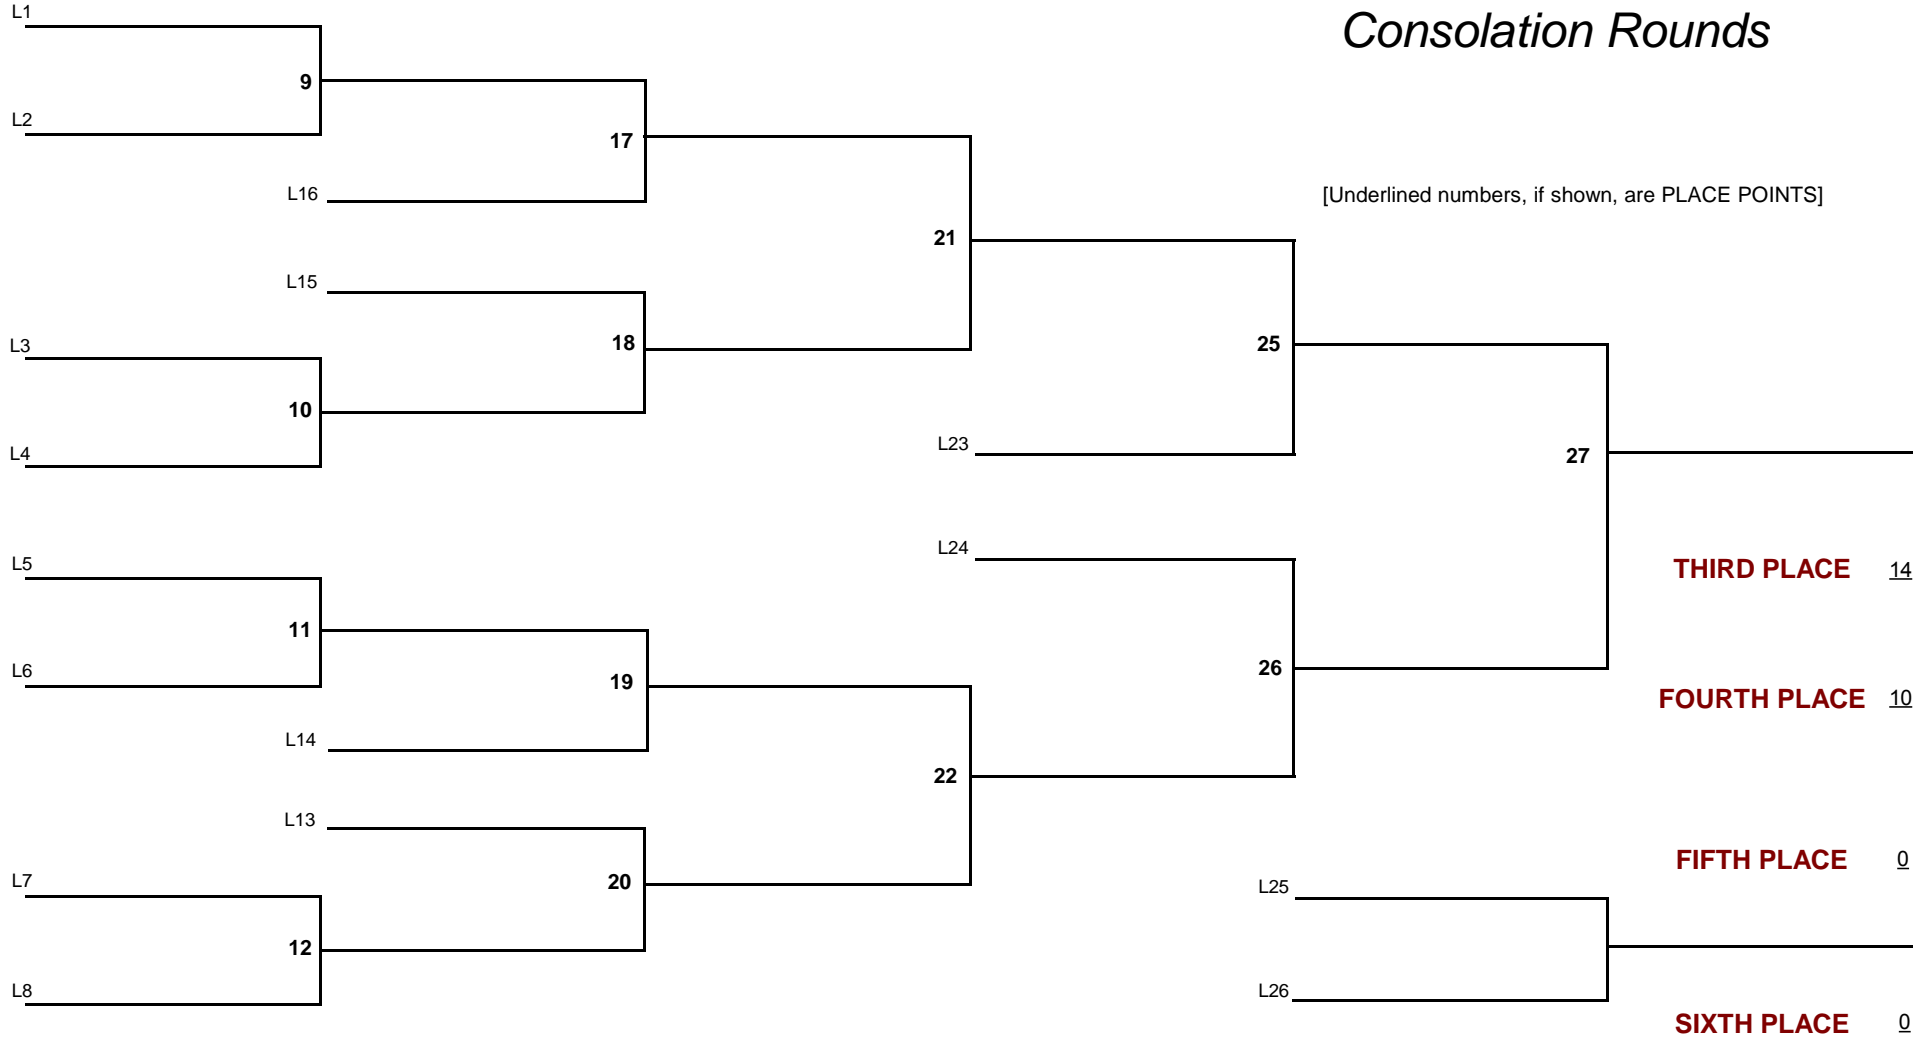 L1
Consolation Rounds
9
L2
17
L16
[Underlined numbers, if shown, are PLACE POINTS]
21
L15
L3
18
25
10
L4
L23
27
L24
L5
THIRD PLACE 14
11
L6
19
26
FOURTH PLACE 10
L14
22
L13
FIFTH PLACE 0
L7
20
L25
12
L8
L26
SIXTH PLACE 0